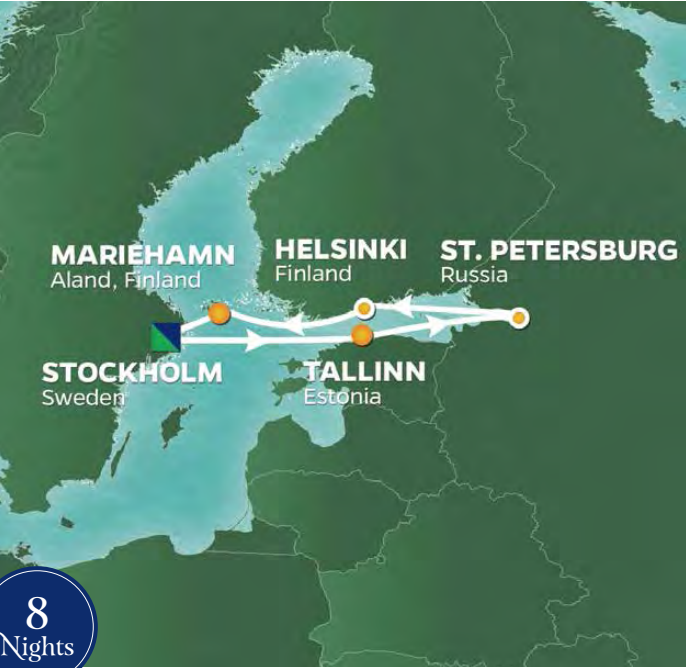 MARIEHAMN
Aland, Finland
HELSINKI
Finland
ST. PETERSBURG
Russia
STOCKHOLM
Sweden
TALLINN
Estonia
8
Nights